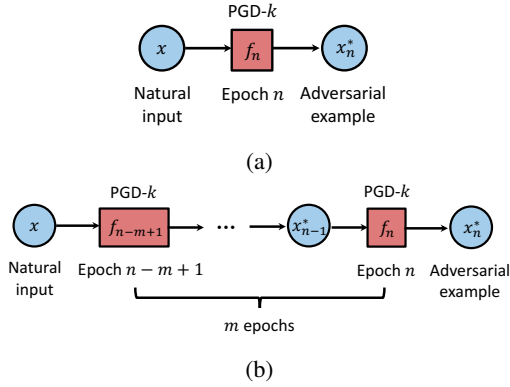 PGD-k
x
f_n
x_n^*
Natural input
Epoch n
Adversarial example
(a)
PGD-k
PGD-k
x
f_{n-m+1}
...
x_{n-1}^*
f_n
x_n^*
Natural input
Epoch n − m + 1
Epoch n
Adversarial example
m epochs
(b)